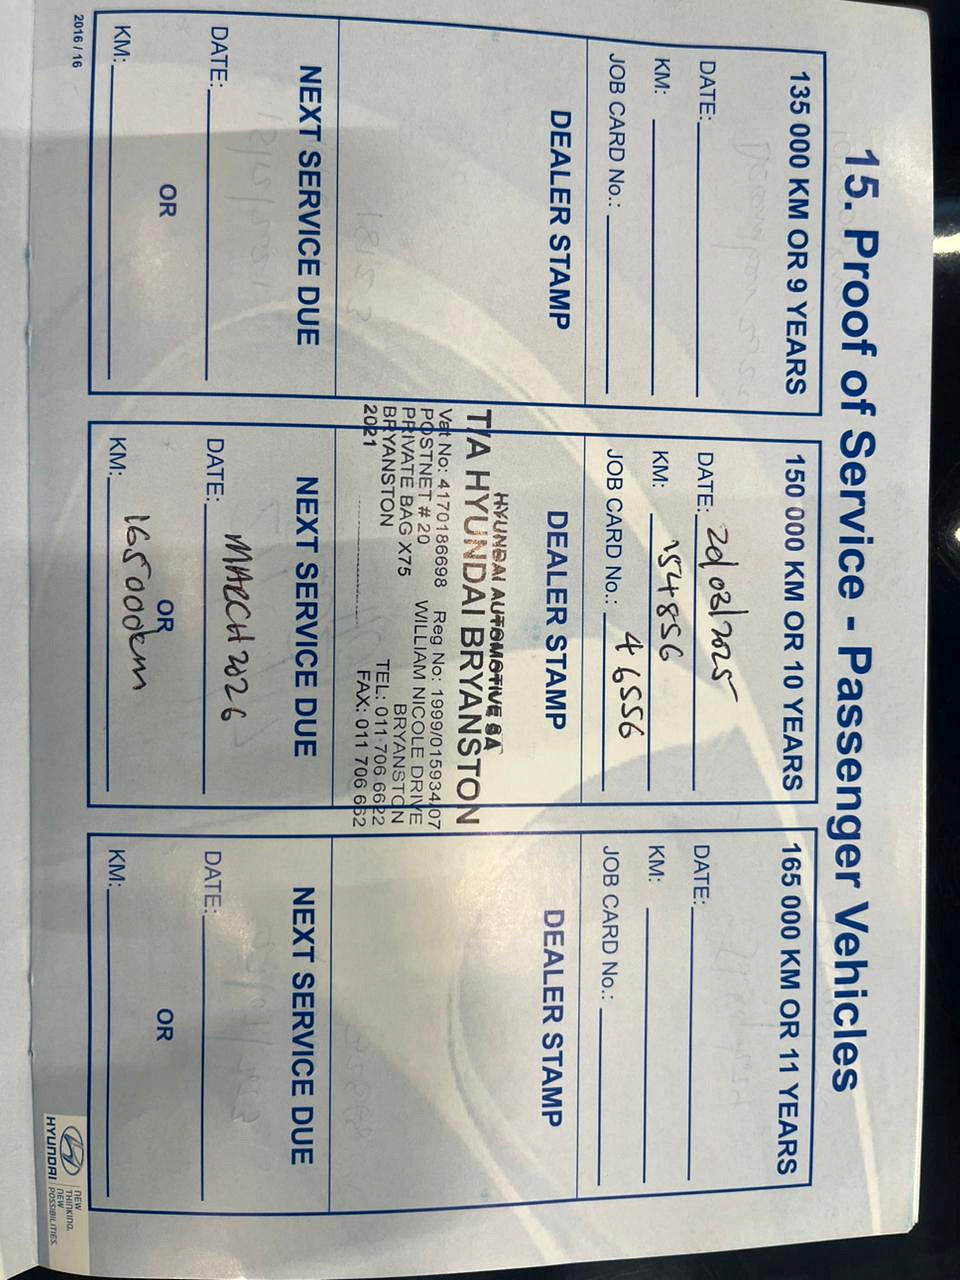 15. Proof of Service - Passenger Vehicles
135 000 KM OR 9 YEARS
DATE:
KM:
JOB CARD No.:
DEALER STAMP
NEXT SERVICE DUE
DATE:
OR
KM:
150 000 KM OR 10 YEARS
DATE: 20/03/2025
KM: 154856
JOB CARD No.: 46556
DEALER STAMP
HYUNDAI AUTOMOTIVE SA
T/A HYUNDAI BRYANSTON
Vat No: 4170186698 Reg No: 1999/015934/07
POSTNET # 20 WILLIAM NICOLE DRIVE
PRIVATE BAG X75 BRYANSTON
BRYANSTON TEL: 011 706 6622
2021 FAX: 011 706 662
NEXT SERVICE DUE
DATE: MARCH 2026
OR
KM: 165000km
165 000 KM OR 11 YEARS
DATE:
KM:
JOB CARD No.:
DEALER STAMP
NEXT SERVICE DUE
DATE:
OR
KM:
2016 / 16
HYUNDAI
NEW
THINKING.
NEW
POSSIBILITIES.